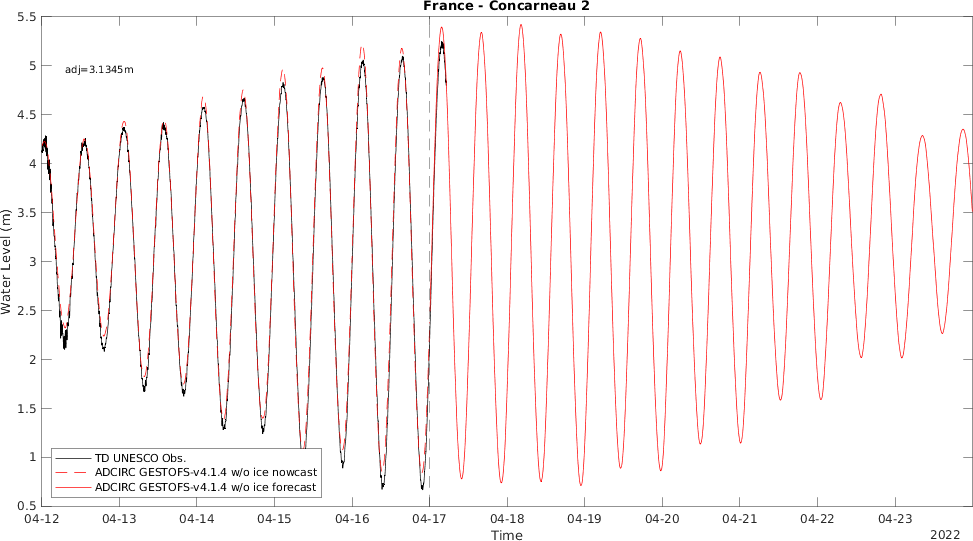 France - Concarneau 2
5.5
5
4.5
4
3.5
3
2.5
2
1.5
1
0.5
Water Level (m)
adj=3.1345m
TD UNESCO Obs.
ADCIRC GESTOFS-v4.1.4 w/o ice nowcast
ADCIRC GESTOFS-v4.1.4 w/o ice forecast
04-12 04-13 04-14 04-15 04-16 04-17 04-18 04-19 04-20 04-21 04-22 04-23
Time
2022